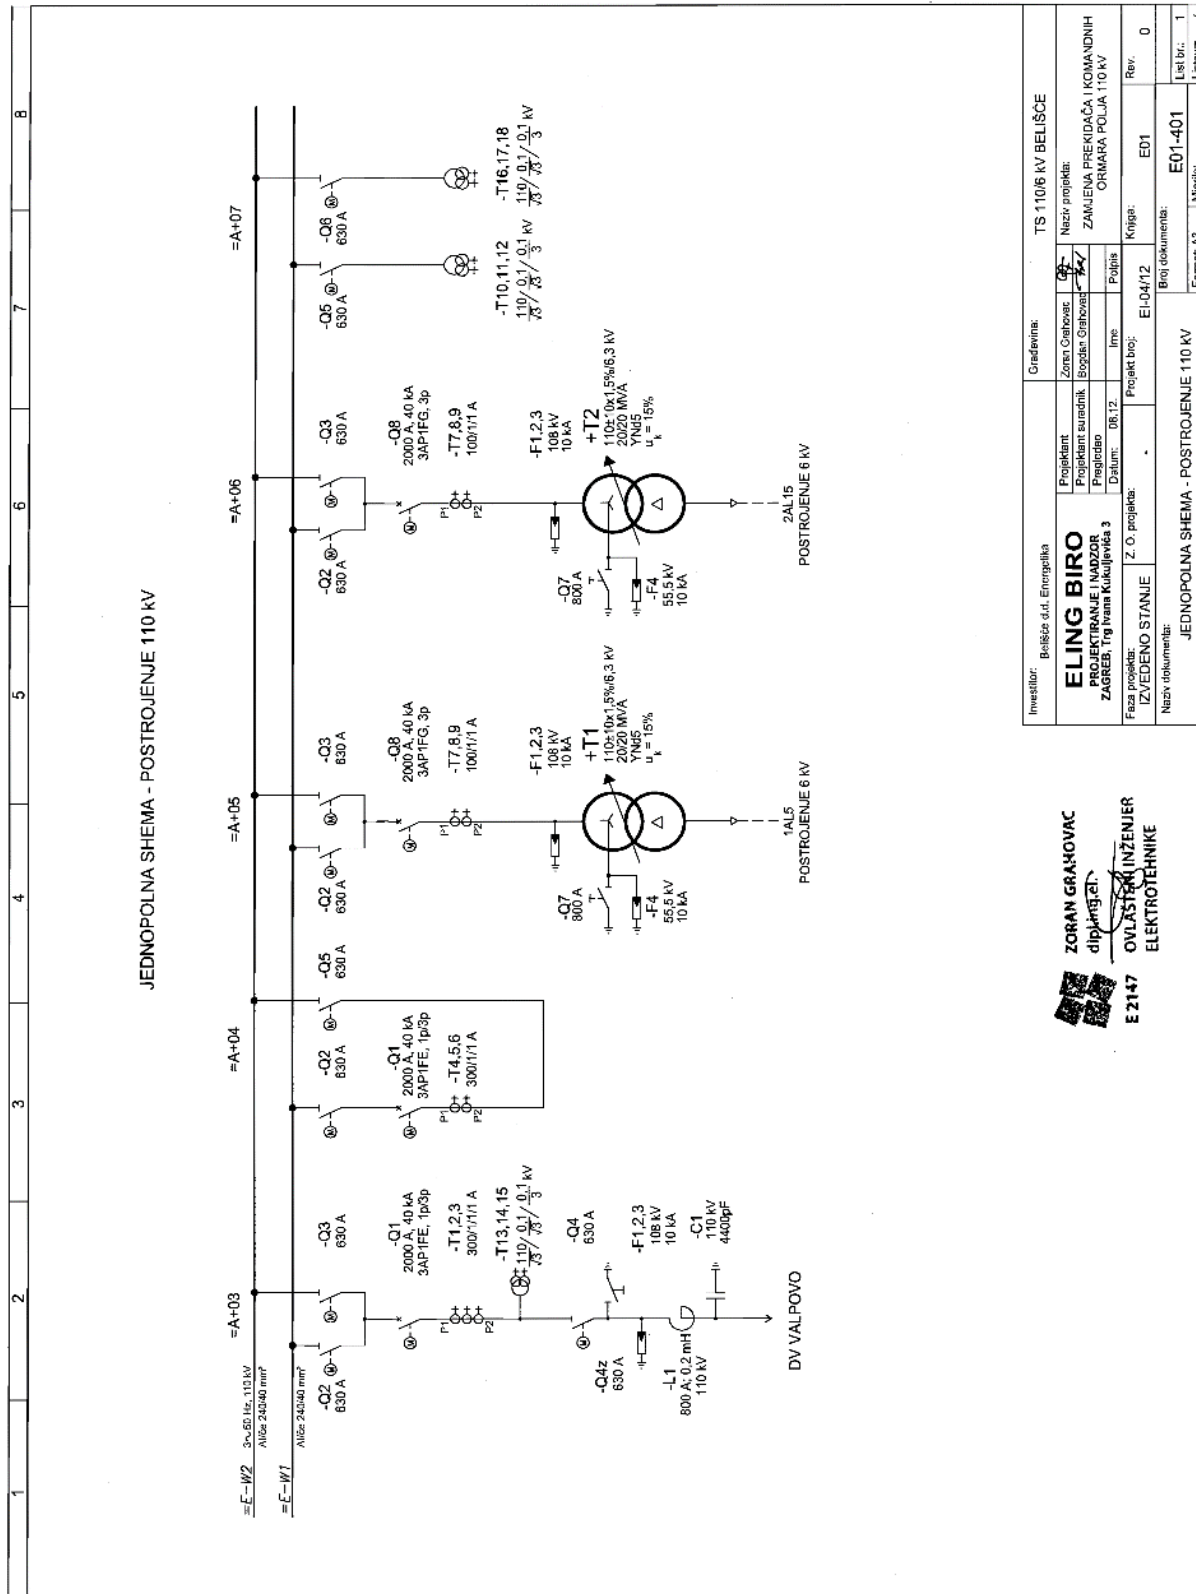 1
2
3
4
5
6
7
8
JEDNOPOLNA SHEMA - POSTROJENJE 110 kV
=E-W2
3~50 Hz, 110 kV
Al/če 240/40 mm²
=E-W1
Al/če 240/40 mm²
=A+03
-Q2
630 A
-Q3
630 A
-Q1
2000 A, 40 kA
3AP1FE, 1p/3p
P1
P2
-T1,2,3
300/1/1/1 A
-T13,14,15
110/√3 / 0,1/√3 / 0,1/3 kV
-Q4
630 A
-Q4z
630 A
-F1,2,3
108 kV
10 kA
-L1
800 A; 0,2 mH
110 kV
-C1
110 kV
4400pF
DV VALPOVO
=A+04
-Q2
630 A
-Q5
630 A
-Q1
2000 A, 40 kA
3AP1FE, 1p/3p
P1
P2
-T4,5,6
300/1/1 A
=A+05
-Q2
630 A
-Q3
630 A
-Q8
2000 A, 40 kA
3AP1FG, 3p
P1
P2
-T7,8,9
100/1/1 A
-F1,2,3
108 kV
10 kA
+T1
110±10x1,5%/6,3 kV
20/20 MVA
YNd5
uk = 15%
-Q7
800 A
-F4
55,5 kV
10 kA
1AL5
POSTROJENJE 6 kV
=A+06
-Q2
630 A
-Q3
630 A
-Q8
2000 A, 40 kA
3AP1FG, 3p
P1
P2
-T7,8,9
100/1/1 A
-F1,2,3
108 kV
10 kA
+T2
110±10x1,5%/6,3 kV
20/20 MVA
YNd5
uk = 15%
-Q7
800 A
-F4
55,5 kV
10 kA
2AL15
POSTROJENJE 6 kV
=A+07
-Q5
630 A
-Q6
630 A
-T10,11,12
110/√3 / 0,1/√3 / 0,1/3 kV
-T16,17,18
110/√3 / 0,1/√3 / 0,1/3 kV
ZORAN GRAHOVAC
dipl.ing.el.
OVLAŠTENI INŽENJER
ELEKTROTEHNIKE
E 2147
Investitor:
Belišće d.d. Energetika
Građevina:
TS 110/6 kV BELIŠĆE
ELING BIRO
PROJEKTIRANJE I NADZOR
ZAGREB, Trg Ivana Kukuljevića 3
Projektant
Zoran Grahovac
Projektant suradnik
Bogdan Grahovac
Pregledao
Datum:
08.12.
Ime
Potpis
Naziv projekta:
ZAMJENA PREKIDAČA I KOMANDNIH
ORMARA POLJA 110 kV
Faza projekta:
IZVEDENO STANJE
Z. O. projekta:
-
Projekt broj:
EI-04/12
Knjiga:
E01
Rev.
0
Naziv dokumenta:
JEDNOPOLNA SHEMA - POSTROJENJE 110 kV
Broj dokumenta:
E01-401
List br.:
1